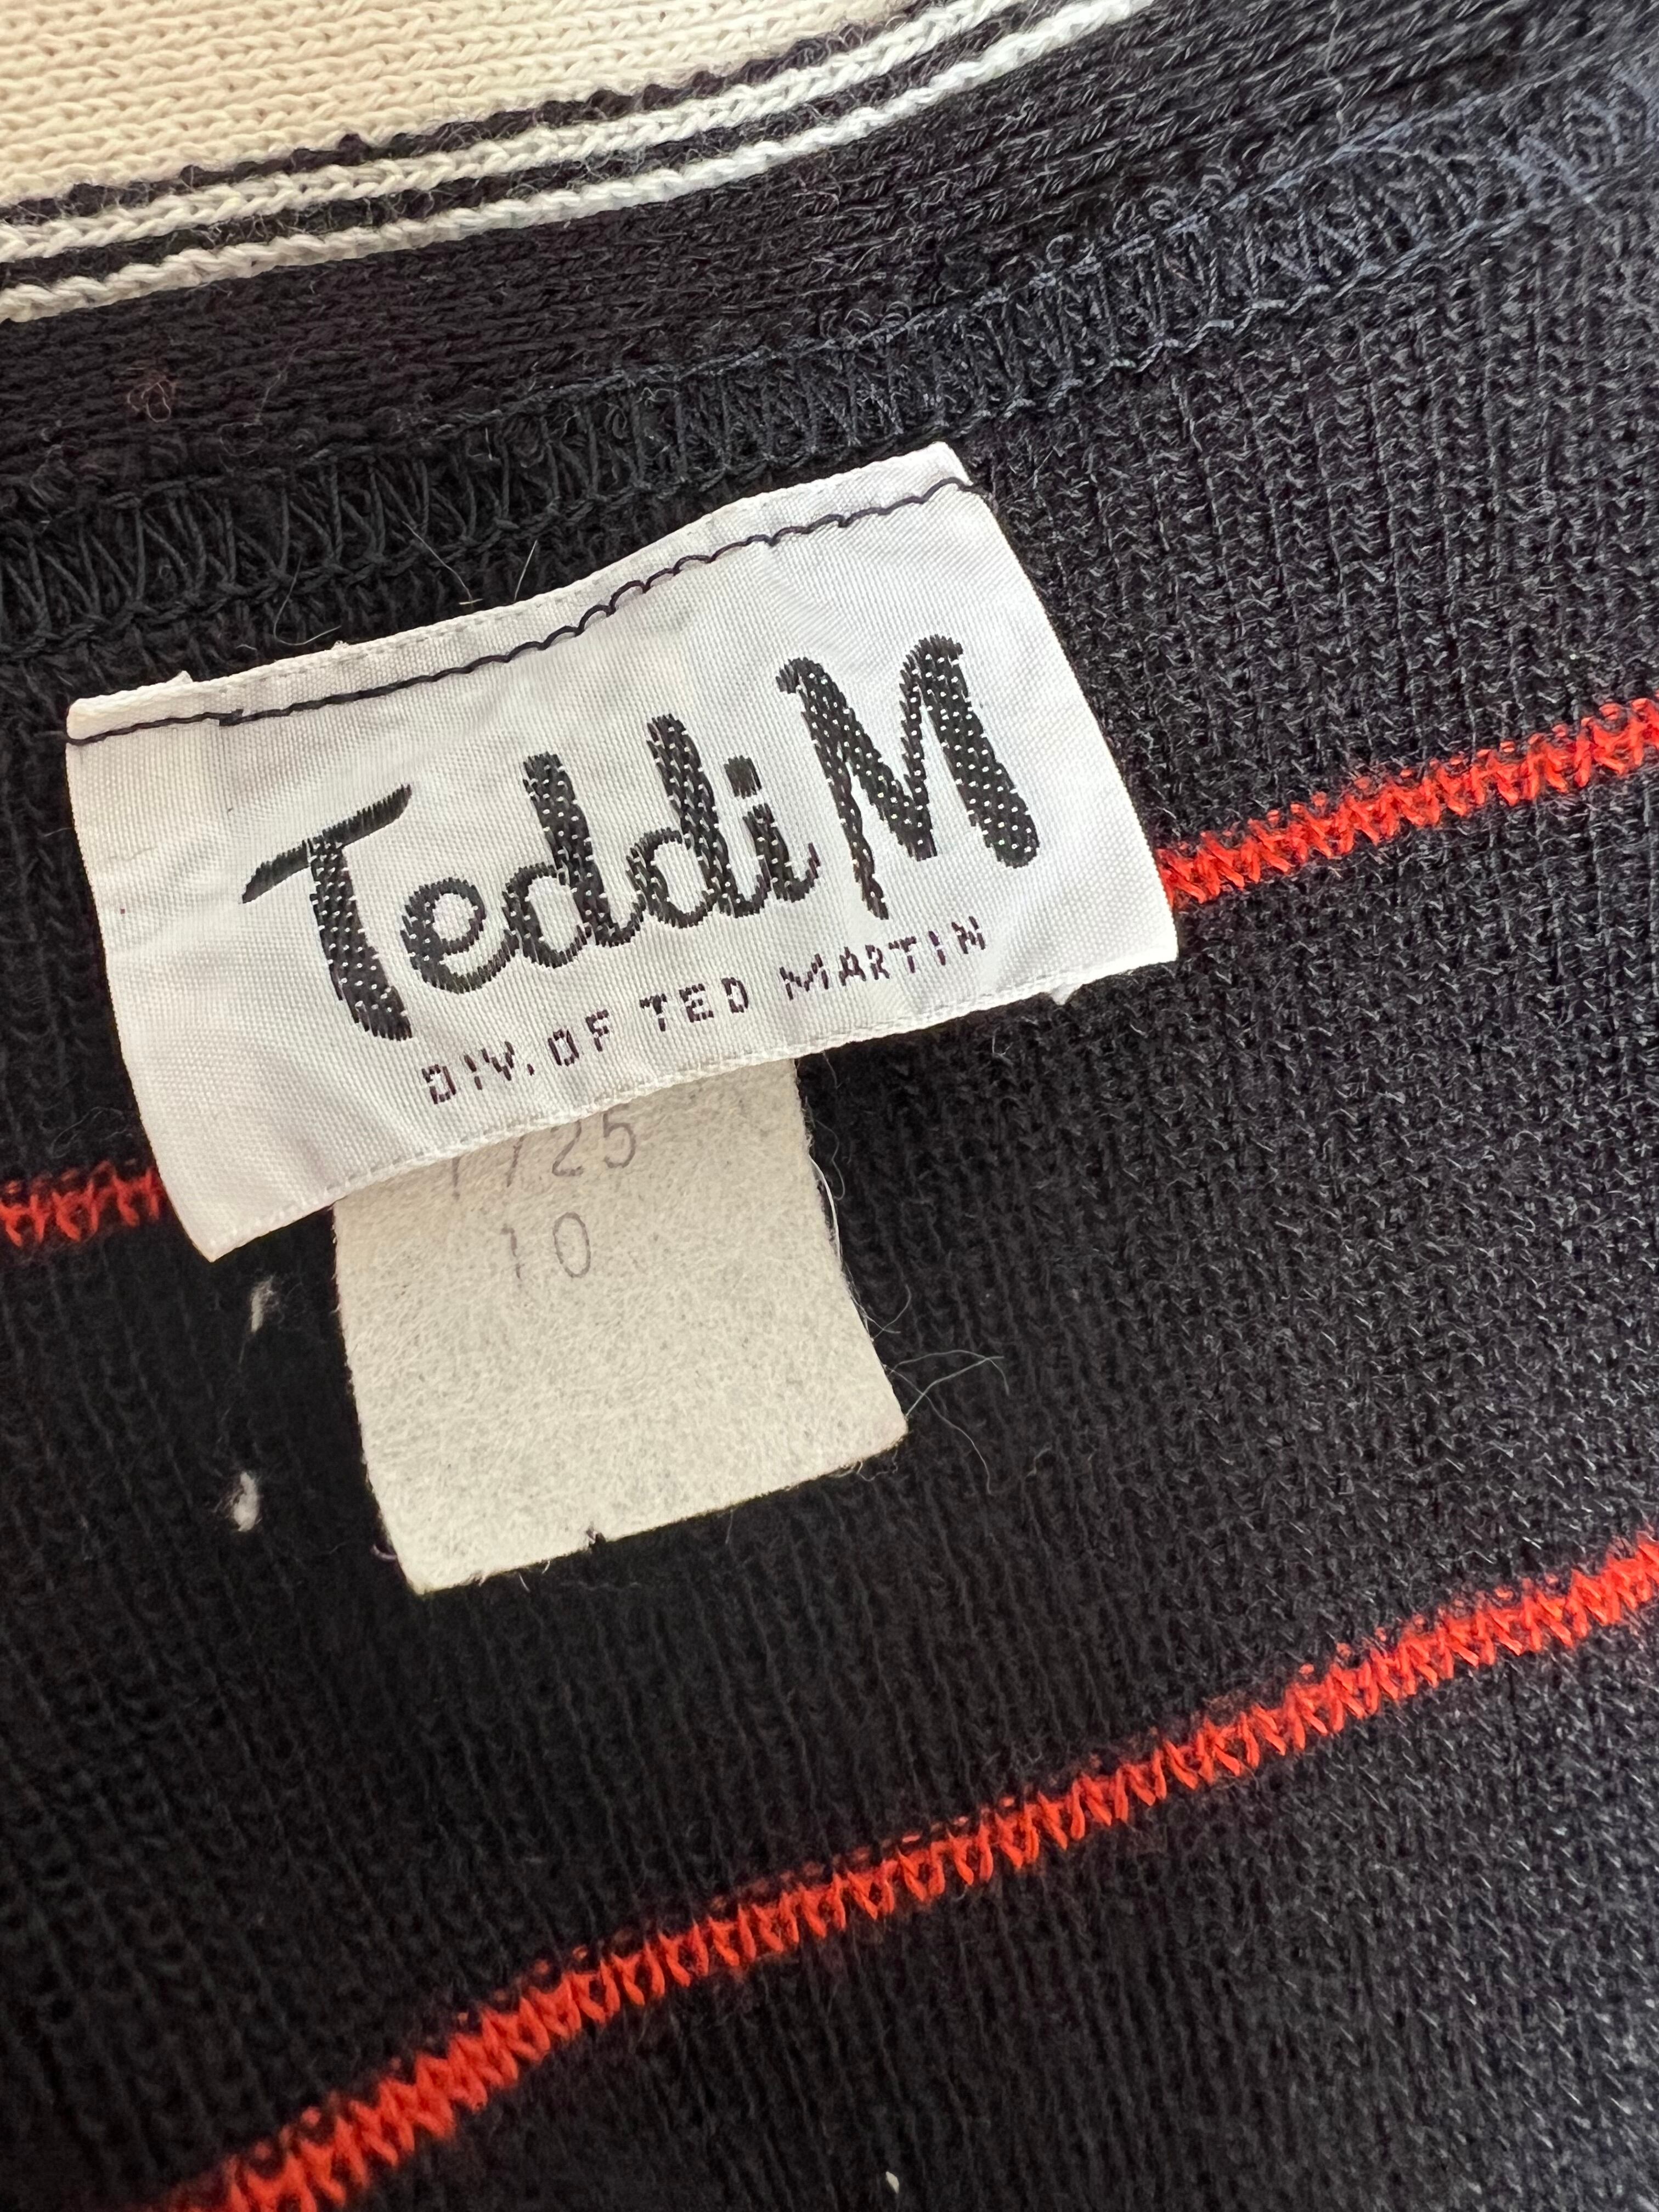 Teddi M
DIV. OF TED MARTIN
10